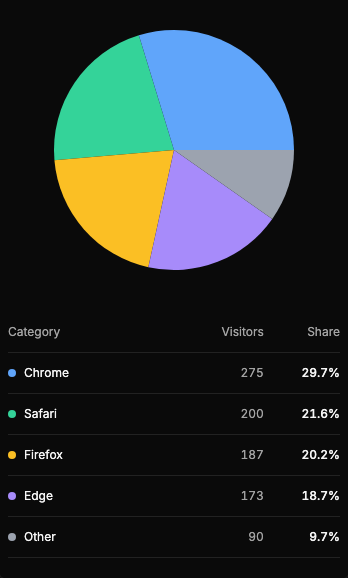 Category Visitors Share
Chrome 275 29.7%
Safari 200 21.6%
Firefox 187 20.2%
Edge 173 18.7%
Other 90 9.7%